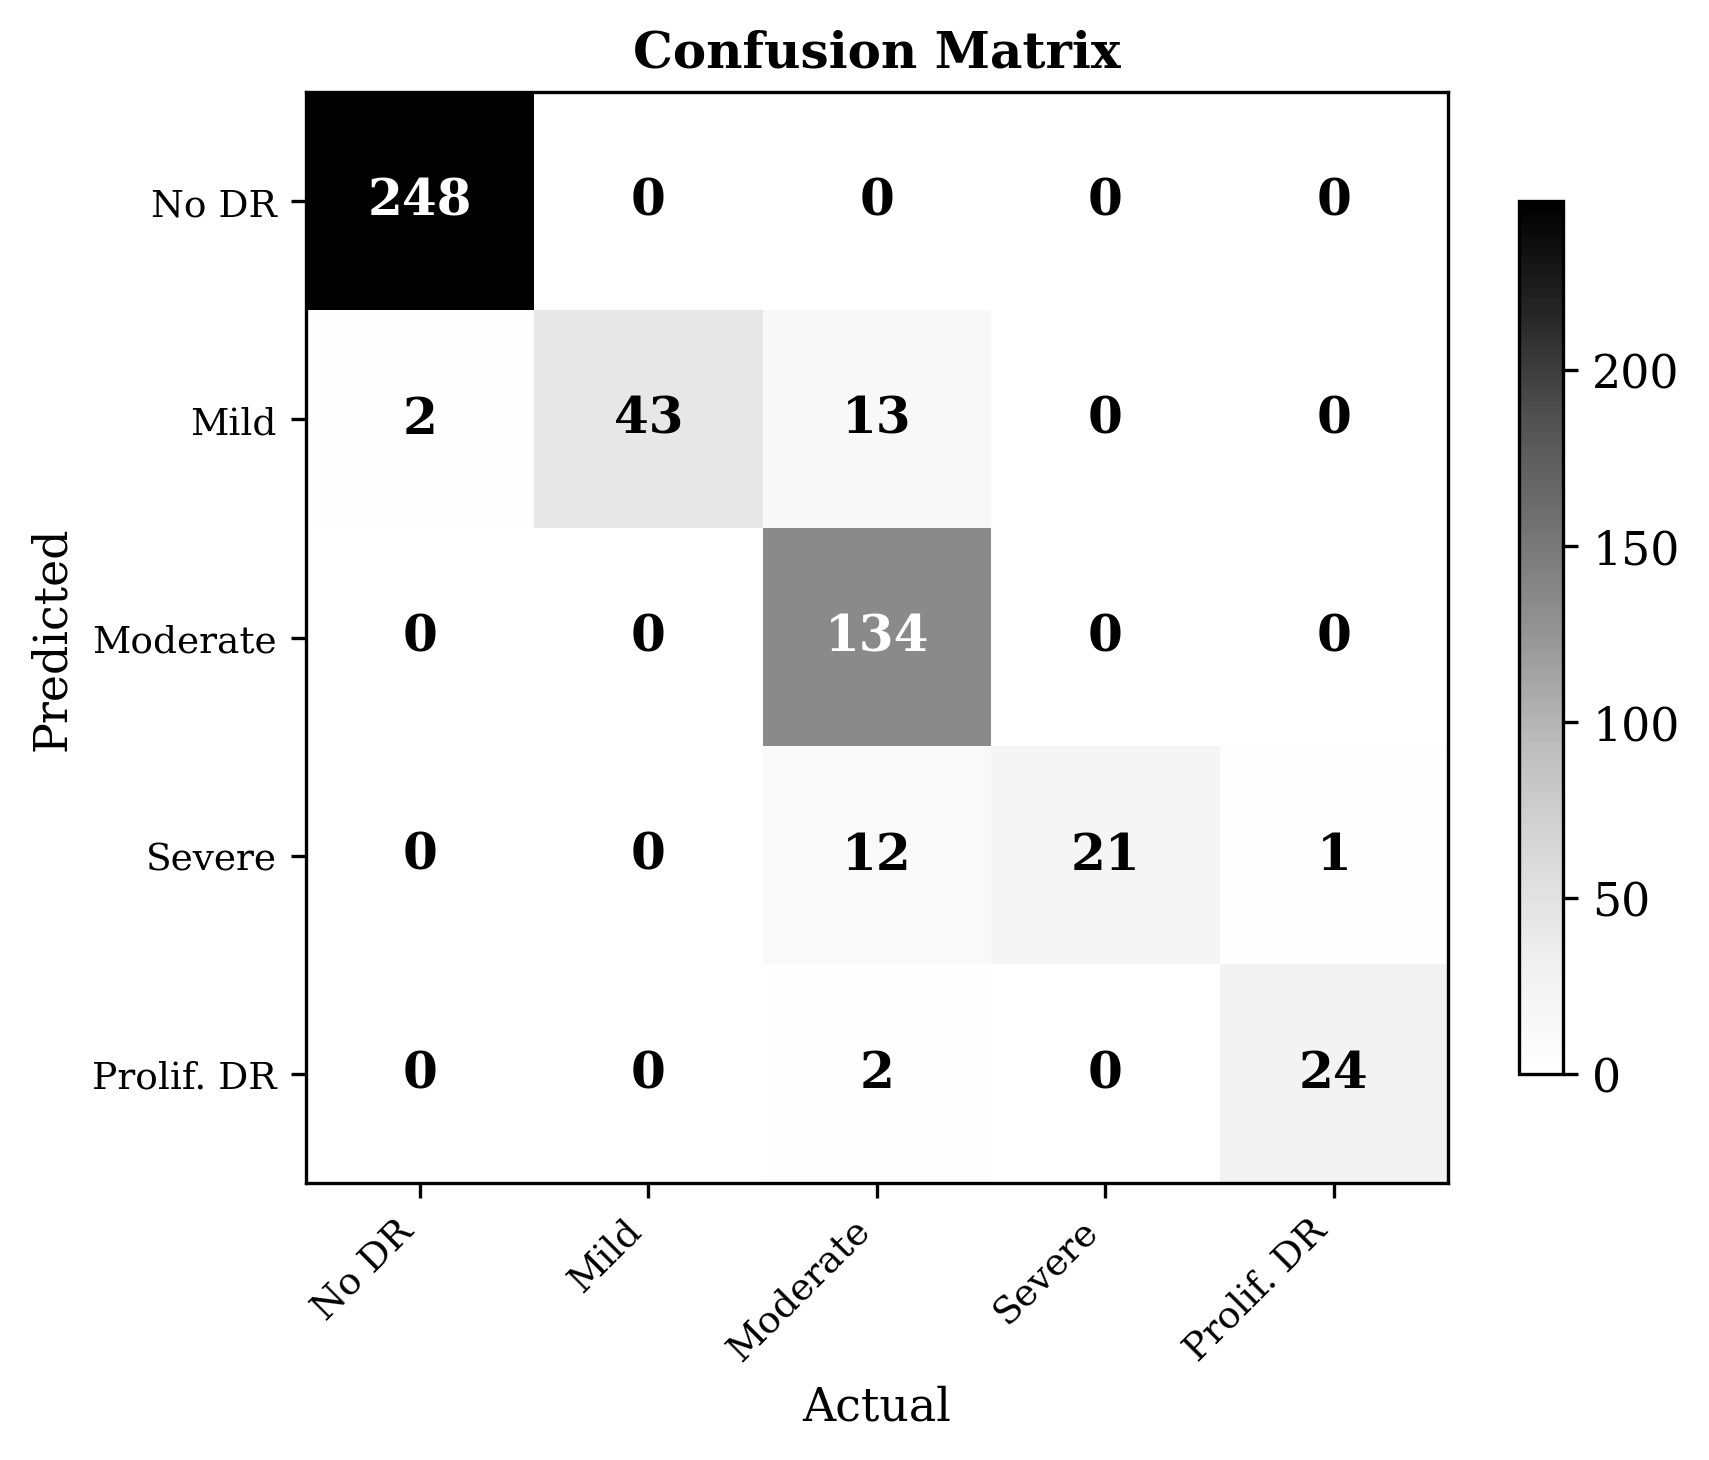 Confusion Matrix
No DR 248 0 0 0 0
Mild 2 43 13 0 0
Moderate 0 0 134 0 0
Severe 0 0 12 21 1
Prolif. DR 0 0 2 0 24
Predicted
No DR Mild Moderate Severe Prolif. DR
Actual
200
150
100
50
0